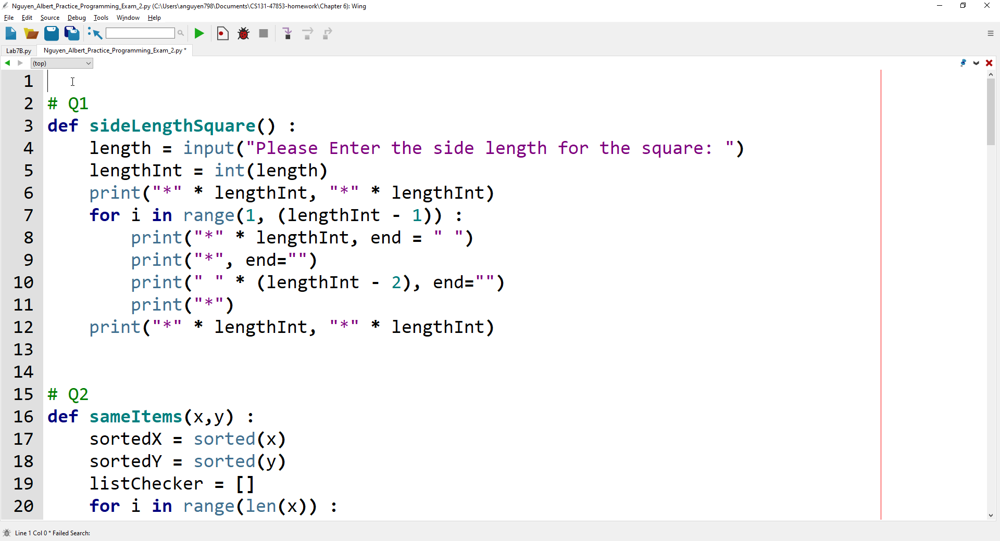 Nguyen_Albert_Practice_Programming_Exam_2.py (C:\Users\anguyen798\Documents\CS131-47853-homework\Chapter 6): Wing
File Edit Source Debug Tools Window Help
Lab7B.py Nguyen_Albert_Practice_Programming_Exam_2.py *
(top)
1
2 # Q1
3 def sideLengthSquare() :
4     length = input("Please Enter the side length for the square: ")
5     lengthInt = int(length)
6     print("*" * lengthInt, "*" * lengthInt)
7     for i in range(1, (lengthInt - 1)) :
8         print("*" * lengthInt, end = " ")
9         print("*", end="")
10         print(" " * (lengthInt - 2), end="")
11         print("*")
12     print("*" * lengthInt, "*" * lengthInt)
13
14
15 # Q2
16 def sameItems(x,y) :
17     sortedX = sorted(x)
18     sortedY = sorted(y)
19     listChecker = []
20     for i in range(len(x)) :
Line 1 Col 0 * Failed Search: